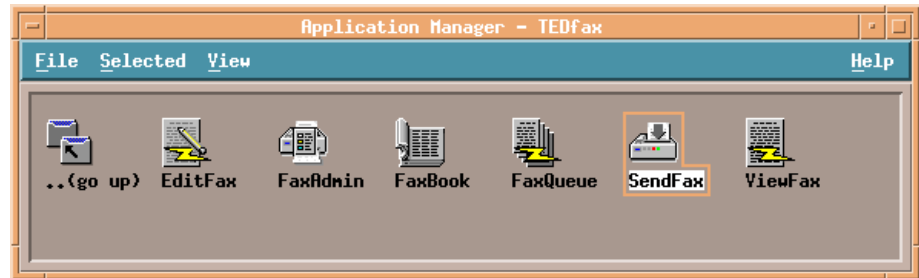 Application Manager - TEDfax
File Selected View Help
..(go up) EditFax FaxAdmin FaxBook FaxQueue SendFax ViewFax